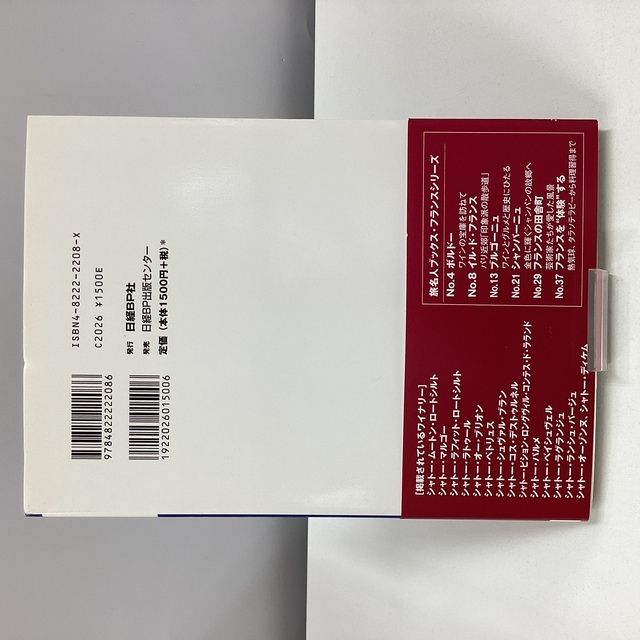 ISBN4-8222-2208-X
C2026 ¥1500E
発行 日経BP社
発売 日経BP出版センター
定価（本体1500円+税）*
9784822222086
1922026015006
旅名人ブックス・フランスシリーズ
No.4 ボルドー
ワインの宝庫を訪ねて
No.8 イル・ド・フランス
パリ近郊「印象派の散歩道」
No.10 ブルゴーニュ
ワインとグルメと歴史にひたる
No.21 シャンパーニュ
金色に輝くシャンパンの故郷へ
No.29 フランスの田舎町
芸術家たちが愛した風景
No.37 フランスを“体験”する
熱気球、タラソテラピーから料理習得まで
[掲載されているワイナリー]
シャトー・ムートン・ロートシルト
シャトー・マルゴー
シャトー・ラフィット・ロートシルト
シャトー・ラトゥール
シャトー・オー・ブリオン
シャトー・ペトリュス
シャトー・シュヴァル・ブラン
シャトー・コス・デストゥルネル
シャトー・ピション・ロングヴィル・コンテス・ド・ラランド
シャトー・パルメ
シャトー・ベイシュヴェル
シャトー・ラグランジュ
シャトー・ランシュ・バージュ
シャトー・オーゾンヌ、シャトー・ディケム